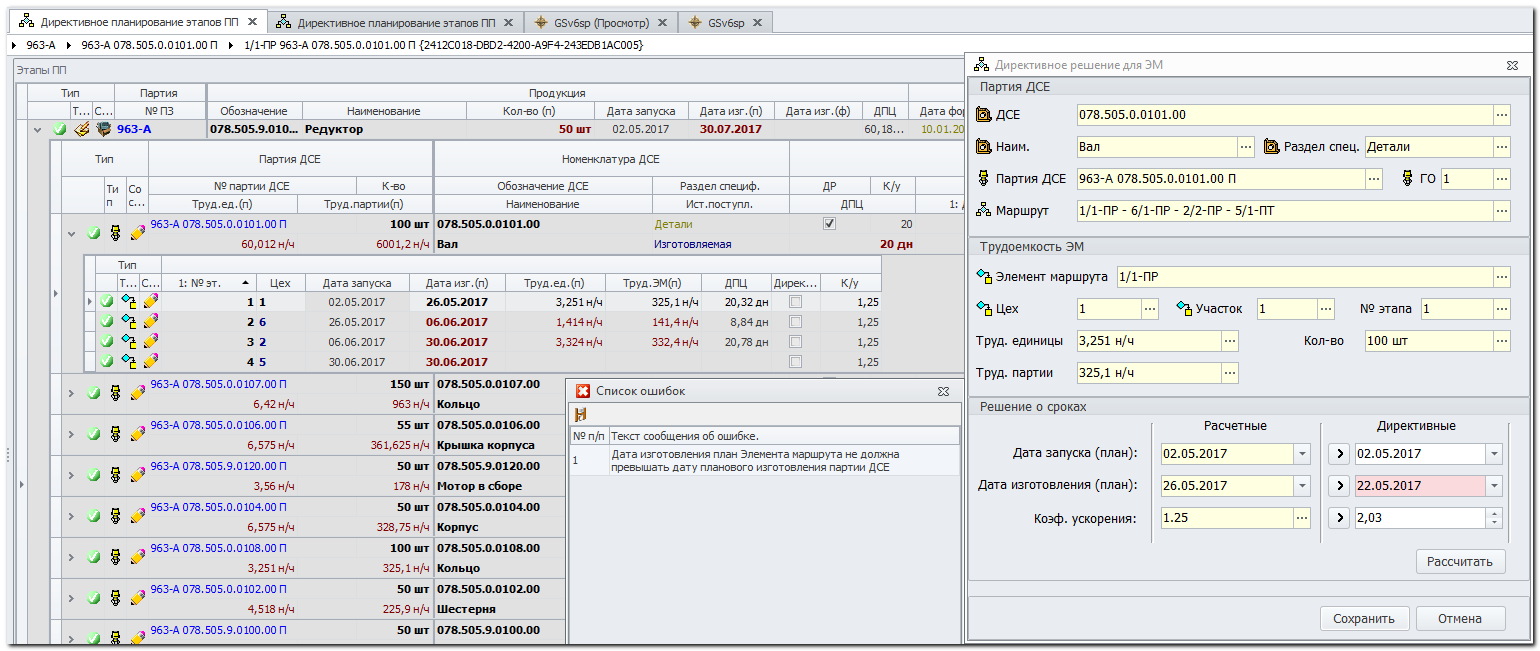 Директивное планирование этапов ПП
Директивное планирование этапов ПП
GSv6sp (Просмотр)
GSv6sp
963-А
963-А 078.505.0.0101.00 П
1/1-ПР 963-А 078.505.0.0101.00 П {2412C018-DBD2-4200-A9F4-243EDB1AC005}
Этапы ПП
Тип Партия Продукция
Т... С... № ПЗ Обозначение Наименование Кол-во (п) Дата запуска Дата изг.(п) Дата изг.(ф) ДПЦ Дата фор
963-А 078.505.9.010... Редуктор 50 шт 02.05.2017 30.07.2017 60,18... 10.01.20
Тип Партия ДСЕ Номенклатура ДСЕ
Ти п Со с... № партии ДСЕ К-во Обозначение ДСЕ Раздел специф. ДР К/у
Труд.ед.(п) Труд.партии(п) Наименование Ист.поступл. ДПЦ 1:
963-А 078.505.0.0101.00 П 100 шт 078.505.0.0101.00 Детали 20
60,012 н/ч 6001,2 н/ч Вал Изготовляемая 20 дн
Тип
Т... С... 1: № эт. Цех Дата запуска Дата изг.(п) Труд.ед.(п) Труд.ЭМ(п) ДПЦ Дирек... К/у
1 1 02.05.2017 26.05.2017 3,251 н/ч 325,1 н/ч 20,32 дн 1,25
2 6 26.05.2017 06.06.2017 1,414 н/ч 141,4 н/ч 8,84 дн 1,25
3 2 06.06.2017 30.06.2017 3,324 н/ч 332,4 н/ч 20,78 дн 1,25
4 5 30.06.2017 30.06.2017 1,25
963-А 078.505.0.0107.00 П 150 шт 078.505.0.0107.00
6,42 н/ч 963 н/ч Кольцо
963-А 078.505.0.0106.00 П 55 шт 078.505.0.0106.00
6,575 н/ч 361,625 н/ч Крышка корпуса
963-А 078.505.9.0120.00 П 50 шт 078.505.9.0120.00
3,56 н/ч 178 н/ч Мотор в сборе
963-А 078.505.0.0104.00 П 50 шт 078.505.0.0104.00
6,575 н/ч 328,75 н/ч Корпус
963-А 078.505.0.0108.00 П 100 шт 078.505.0.0108.00
3,251 н/ч 325,1 н/ч Кольцо
963-А 078.505.0.0102.00 П 50 шт 078.505.0.0102.00
4,518 н/ч 225,9 н/ч Шестерня
963-А 078.505.9.0100.00 П 50 шт 078.505.9.0100.00
Список ошибок
№ п/п Текст сообщения об ошибке.
1 Дата изготовления план Элемента маршрута не должна
превышать дату планового изготовления партии ДСЕ
Директивное решение для ЭМ
Партия ДСЕ
ДСЕ 078.505.0.0101.00
Наим. Вал Раздел спец. Детали
Партия ДСЕ 963-А 078.505.0.0101.00 П ГО 1
Маршрут 1/1-ПР - 6/1-ПР - 2/2-ПР - 5/1-ПТ
Трудоемкость ЭМ
Элемент маршрута 1/1-ПР
Цех 1 Участок 1 № этапа 1
Труд. единицы 3,251 н/ч Кол-во 100 шт
Труд. партии 325,1 н/ч
Решение о сроках
Расчетные Директивные
Дата запуска (план): 02.05.2017 02.05.2017
Дата изготовления (план): 26.05.2017 22.05.2017
Коэф. ускорения: 1.25 2,03
Рассчитать
Сохранить Отмена